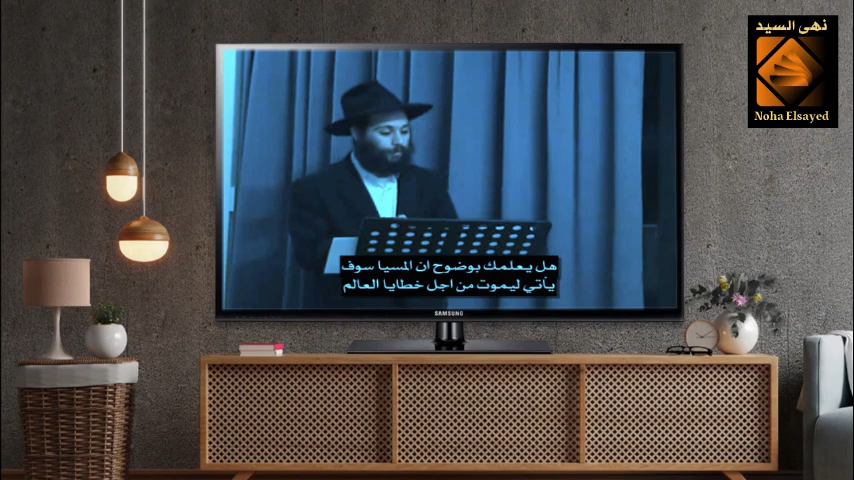 نهى السيد
Noha Elsayed
هل يعلمك بوضوح ان المسيا سوف
يأتي ليموت من اجل خطايا العالم
SAMSUNG